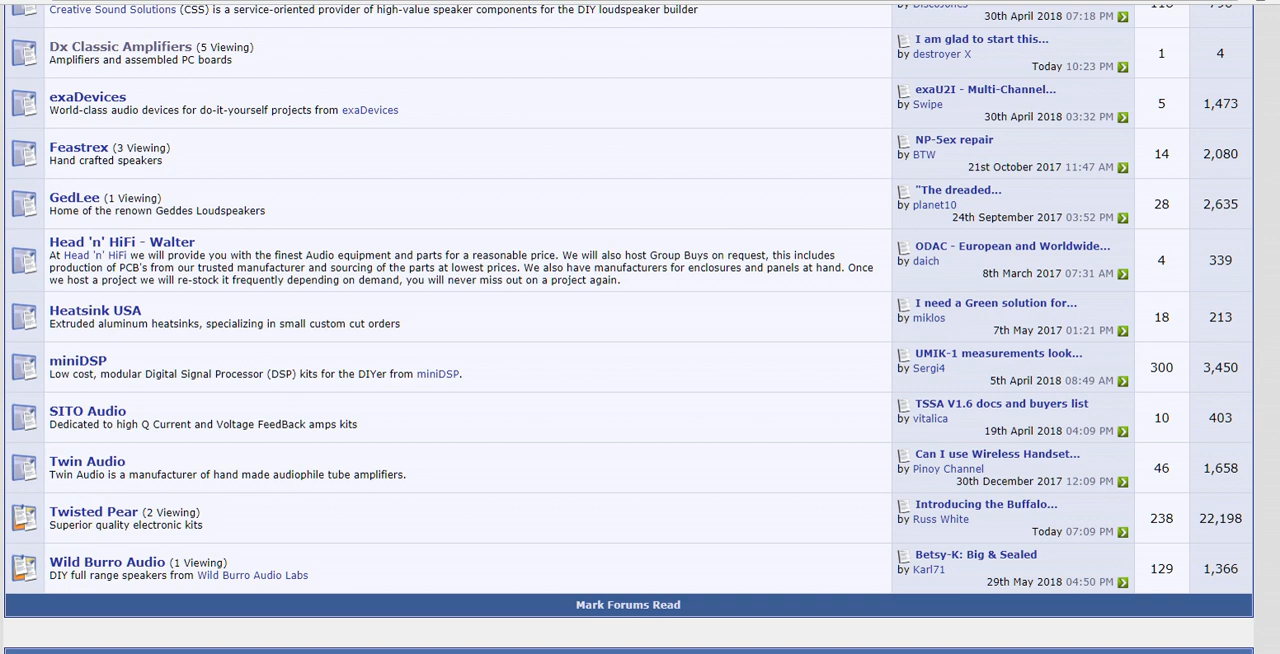 Creative Sound Solutions (CSS) is a service-oriented provider of high-value speaker components for the DIY loudspeaker builder
30th April 2018 07:18 PM
Dx Classic Amplifiers (5 Viewing)
Amplifiers and assembled PC boards
I am glad to start this...
by destroyer X
Today 10:23 PM
1
4
exaDevices
World-class audio devices for do-it-yourself projects from exaDevices
exaU2I - Multi-Channel...
by Swipe
30th April 2018 03:32 PM
5
1,473
Feastrex (3 Viewing)
Hand crafted speakers
NP-5ex repair
by BTW
21st October 2017 11:47 AM
14
2,080
GedLee (1 Viewing)
Home of the renown Geddes Loudspeakers
"The dreaded...
by planet10
24th September 2017 03:52 PM
28
2,635
Head 'n' HiFi - Walter
At Head 'n' HiFi we will provide you with the finest Audio equipment and parts for a reasonable price. We will also host Group Buys on request, this includes
production of PCB's from our trusted manufacturer and sourcing of the parts at lowest prices. We also have manufacturers for enclosures and panels at hand. Once
we host a project we will re-stock it frequently depending on demand, you will never miss out on a project again.
ODAC - European and Worldwide...
by daich
8th March 2017 07:31 AM
4
339
Heatsink USA
Extruded aluminum heatsinks, specializing in small custom cut orders
I need a Green solution for...
by miklos
7th May 2017 01:21 PM
18
213
miniDSP
Low cost, modular Digital Signal Processor (DSP) kits for the DIYer from miniDSP.
UMIK-1 measurements look...
by Sergi4
5th April 2018 08:49 AM
300
3,450
SITO Audio
Dedicated to high Q Current and Voltage FeedBack amps kits
TSSA V1.6 docs and buyers list
by vitalica
19th April 2018 04:09 PM
10
403
Twin Audio
Twin Audio is a manufacturer of hand made audiophile tube amplifiers.
Can I use Wireless Handset...
by Pinoy Channel
30th December 2017 12:09 PM
46
1,658
Twisted Pear (2 Viewing)
Superior quality electronic kits
Introducing the Buffalo...
by Russ White
Today 07:09 PM
238
22,198
Wild Burro Audio (1 Viewing)
DIY full range speakers from Wild Burro Audio Labs
Betsy-K: Big & Sealed
by Karl71
29th May 2018 04:50 PM
129
1,366
Mark Forums Read